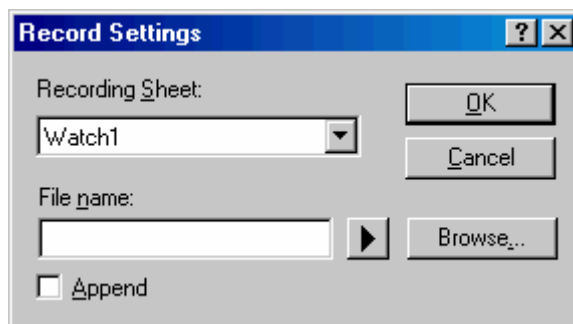 Record Settings
Recording Sheet:
Watch1
OK
Cancel
File name:
Browse...
Append